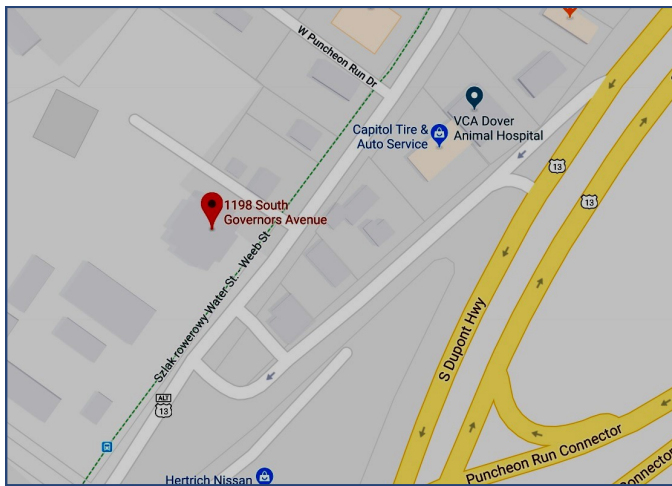 W Puncheon Run Dr
Capitol Tire &
Auto Service
VCA Dover
Animal Hospital
13
13
1198 South
Governors Avenue
Szlak rowerowy Water St. - Weeb St
S Dupont Hwy
ALT
13
Puncheon Run Connector
Connector
Hertrich Nissan